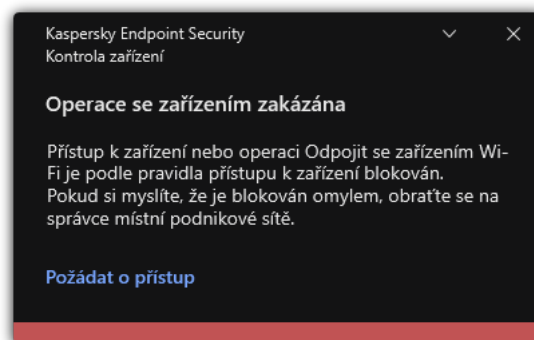 Kaspersky Endpoint Security
Kontrola zařízení
Operace se zařízením zakázána
Přístup k zařízení nebo operaci Odpojit se zařízením Wi-
Fi je podle pravidla přístupu k zařízení blokován.
Pokud si myslíte, že je blokován omylem, obraťte se na
správce místní podnikové sítě.
Požádat o přístup